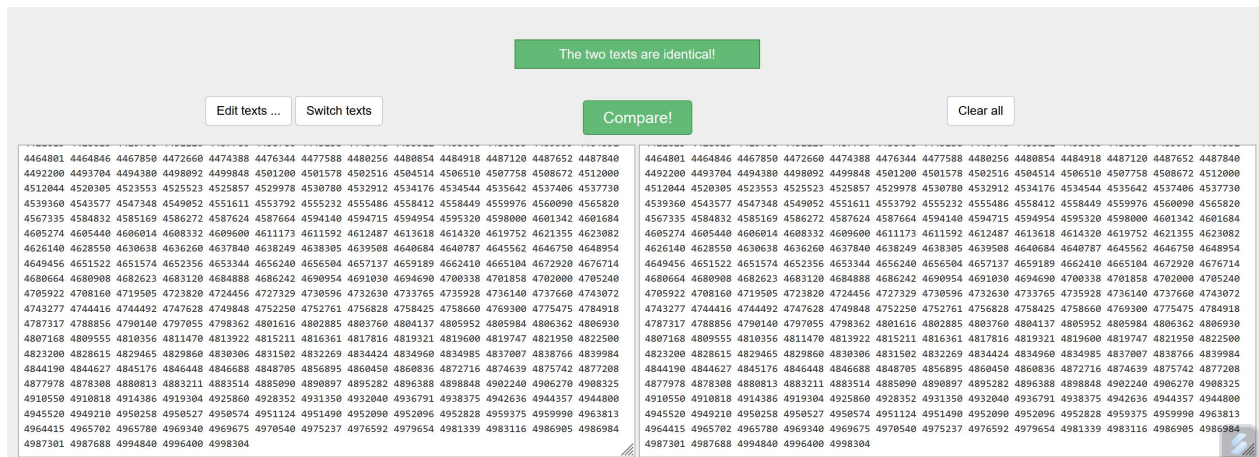 The two texts are identical!
Edit texts ...
Switch texts
Compare!
Clear all
4464801 4464846 4467850 4472660 4474388 4476344 4477588 4480256 4480854 4484918 4487120 4487652 4487840
4492200 4493704 4494380 4498092 4499848 4501200 4501578 4502516 4504514 4506510 4507758 4508672 4512000
4512044 4520305 4523553 4525523 4525857 4529978 4530780 4532912 4534176 4534544 4535642 4537406 4537730
4539360 4543577 4547348 4549052 4551611 4553792 4555232 4555486 4558412 4558449 4559976 4560090 4565820
4567335 4584832 4585169 4586272 4587624 4587664 4594140 4594715 4594954 4595320 4598000 4601342 4601684
4605274 4605440 4606014 4608332 4609600 4611173 4611592 4612487 4613618 4614320 4619752 4621355 4623082
4626140 4628550 4630638 4636260 4637840 4638249 4638305 4639508 4640684 4640787 4645562 4646750 4648954
4649456 4651522 4651574 4652356 4653344 4656240 4656504 4657137 4659189 4662410 4665104 4672920 4676714
4680664 4680908 4682623 4683120 4684888 4686242 4690954 4691030 4694690 4700338 4701858 4702000 4705240
4705922 4708160 4719505 4723820 4724456 4727329 4730596 4732630 4733765 4735928 4736140 4737660 4743072
4743277 4744416 4744492 4747628 4749848 4752250 4752761 4756828 4758425 4758660 4769300 4775475 4784918
4787317 4788856 4790140 4797055 4798362 4801616 4802885 4803760 4804137 4805952 4805984 4806362 4806930
4807168 4809555 4810356 4811470 4813922 4815211 4816361 4817816 4819321 4819600 4819747 4821950 4822500
4823200 4828615 4829465 4829860 4830306 4831502 4832269 4834424 4834960 4834985 4837007 4838766 4839984
4844190 4844627 4845176 4846448 4846688 4848705 4856895 4860450 4860836 4872716 4874639 4875742 4877208
4877978 4878308 4880813 4883211 4883514 4885090 4890897 4895282 4896388 4898848 4902240 4906270 4908325
4910550 4910818 4914386 4919304 4925860 4928352 4931350 4932040 4936791 4938375 4942636 4944357 4944800
4945520 4949210 4950258 4950527 4950574 4951124 4951490 4952090 4952096 4952828 4959375 4959990 4963813
4964415 4965702 4965780 4969340 4969675 4970540 4975237 4976592 4979654 4981339 4983116 4986905 4986984
4987301 4987688 4994840 4996400 4998304
4464801 4464846 4467850 4472660 4474388 4476344 4477588 4480256 4480854 4484918 4487120 4487652 4487840
4492200 4493704 4494380 4498092 4499848 4501200 4501578 4502516 4504514 4506510 4507758 4508672 4512000
4512044 4520305 4523553 4525523 4525857 4529978 4530780 4532912 4534176 4534544 4535642 4537406 4537730
4539360 4543577 4547348 4549052 4551611 4553792 4555232 4555486 4558412 4558449 4559976 4560090 4565820
4567335 4584832 4585169 4586272 4587624 4587664 4594140 4594715 4594954 4595320 4598000 4601342 4601684
4605274 4605440 4606014 4608332 4609600 4611173 4611592 4612487 4613618 4614320 4619752 4621355 4623082
4626140 4628550 4630638 4636260 4637840 4638249 4638305 4639508 4640684 4640787 4645562 4646750 4648954
4649456 4651522 4651574 4652356 4653344 4656240 4656504 4657137 4659189 4662410 4665104 4672920 4676714
4680664 4680908 4682623 4683120 4684888 4686242 4690954 4691030 4694690 4700338 4701858 4702000 4705240
4705922 4708160 4719505 4723820 4724456 4727329 4730596 4732630 4733765 4735928 4736140 4737660 4743072
4743277 4744416 4744492 4747628 4749848 4752250 4752761 4756828 4758425 4758660 4769300 4775475 4784918
4787317 4788856 4790140 4797055 4798362 4801616 4802885 4803760 4804137 4805952 4805984 4806362 4806930
4807168 4809555 4810356 4811470 4813922 4815211 4816361 4817816 4819321 4819600 4819747 4821950 4822500
4823200 4828615 4829465 4829860 4830306 4831502 4832269 4834424 4834960 4834985 4837007 4838766 4839984
4844190 4844627 4845176 4846448 4846688 4848705 4856895 4860450 4860836 4872716 4874639 4875742 4877208
4877978 4878308 4880813 4883211 4883514 4885090 4890897 4895282 4896388 4898848 4902240 4906270 4908325
4910550 4910818 4914386 4919304 4925860 4928352 4931350 4932040 4936791 4938375 4942636 4944357 4944800
4945520 4949210 4950258 4950527 4950574 4951124 4951490 4952090 4952096 4952828 4959375 4959990 4963813
4964415 4965702 4965780 4969340 4969675 4970540 4975237 4976592 4979654 4981339 4983116 4986905 4986984
4987301 4987688 4994840 4996400 4998304